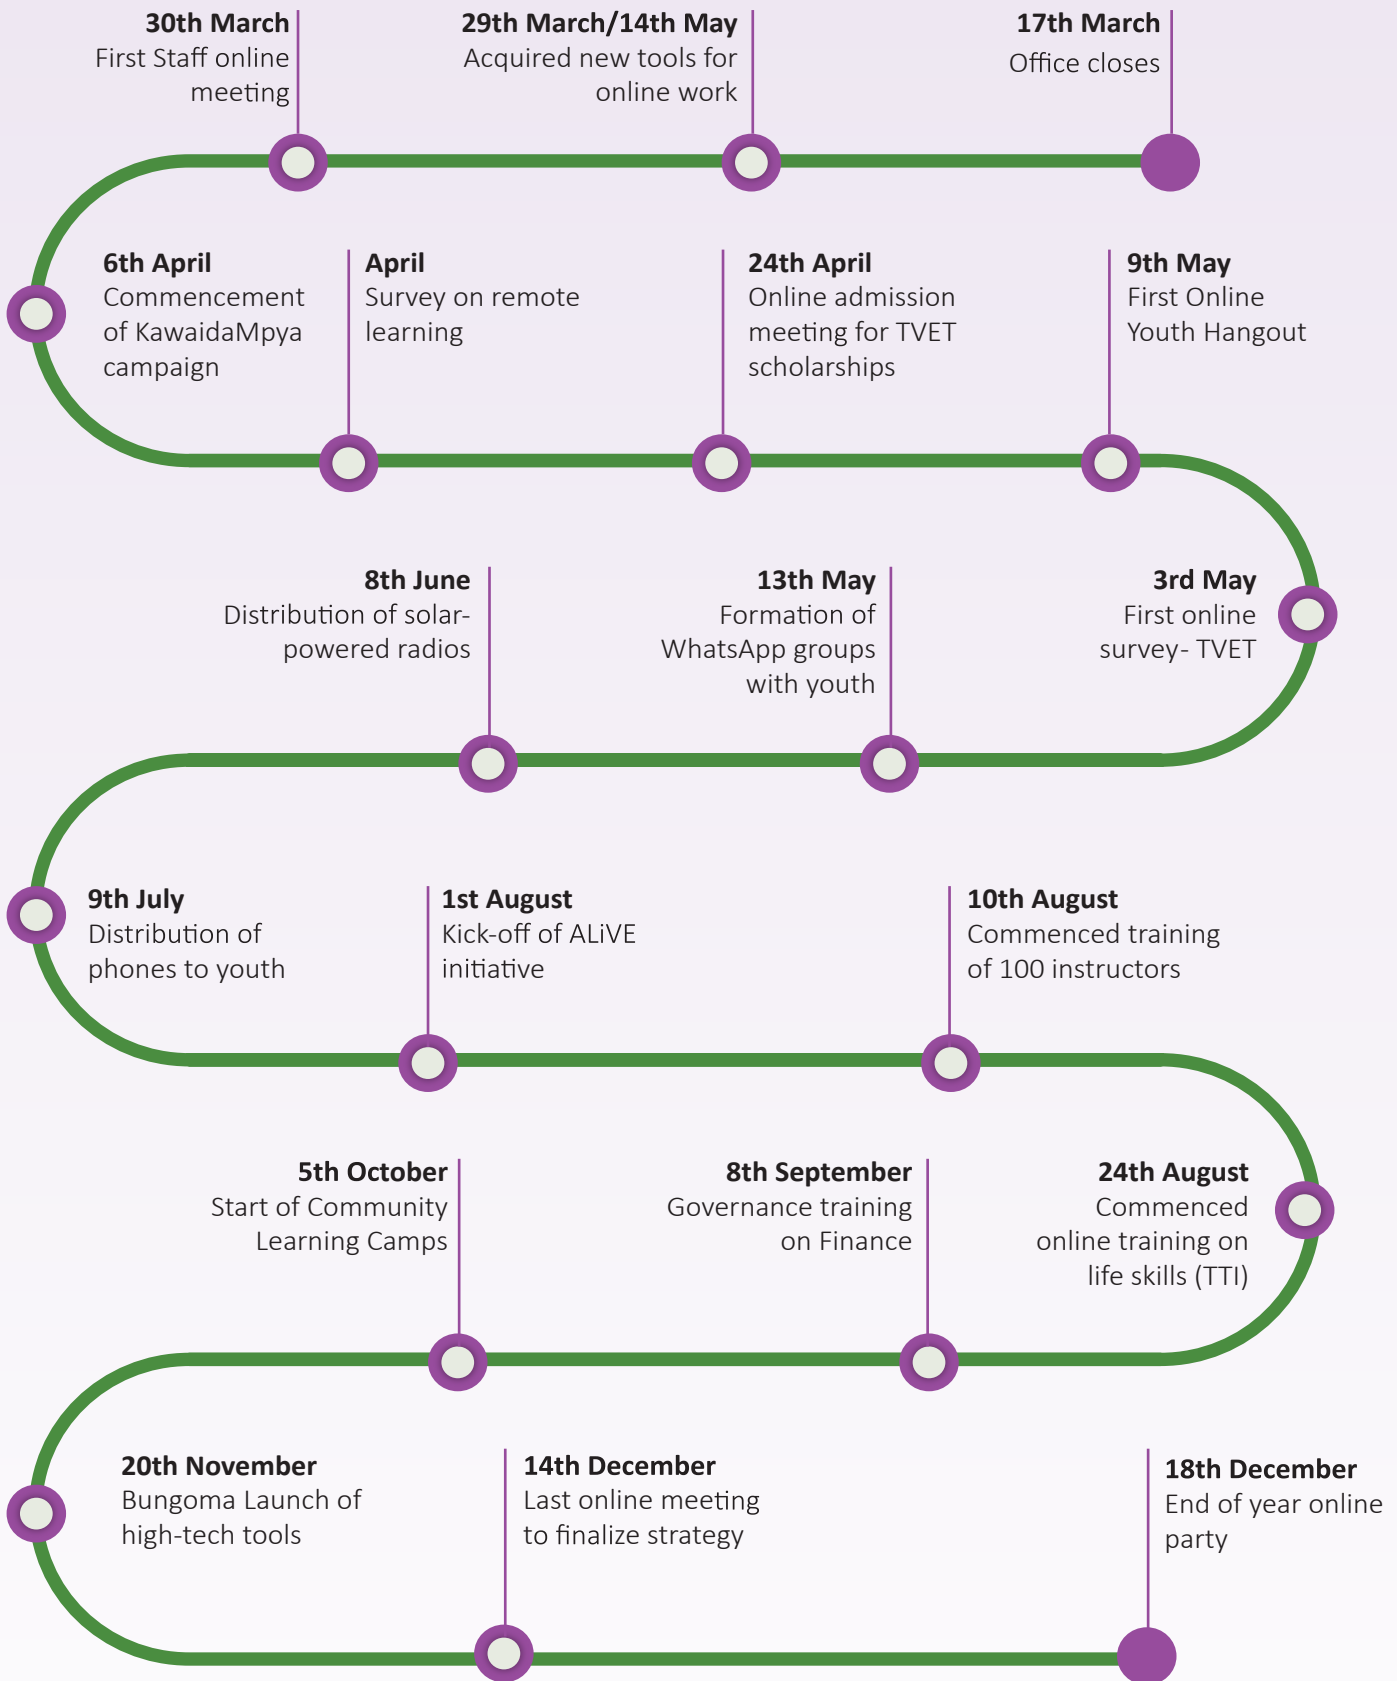 17th March
Office closes
29th March/14th May
Acquired new tools for
online work
30th March
First Staff online
meeting
6th April
Commencement
of KawaidaMpya
campaign
April
Survey on remote
learning
24th April
Online admission
meeting for TVET
scholarships
9th May
First Online
Youth Hangout
3rd May
First online
survey- TVET
13th May
Formation of
WhatsApp groups
with youth
8th June
Distribution of solar-
powered radios
9th July
Distribution of
phones to youth
1st August
Kick-off of ALiVE
initiative
10th August
Commenced training
of 100 instructors
24th August
Commenced
online training on
life skills (TTI)
8th September
Governance training
on Finance
5th October
Start of Community
Learning Camps
20th November
Bungoma Launch of
high-tech tools
14th December
Last online meeting
to finalize strategy
18th December
End of year online
party